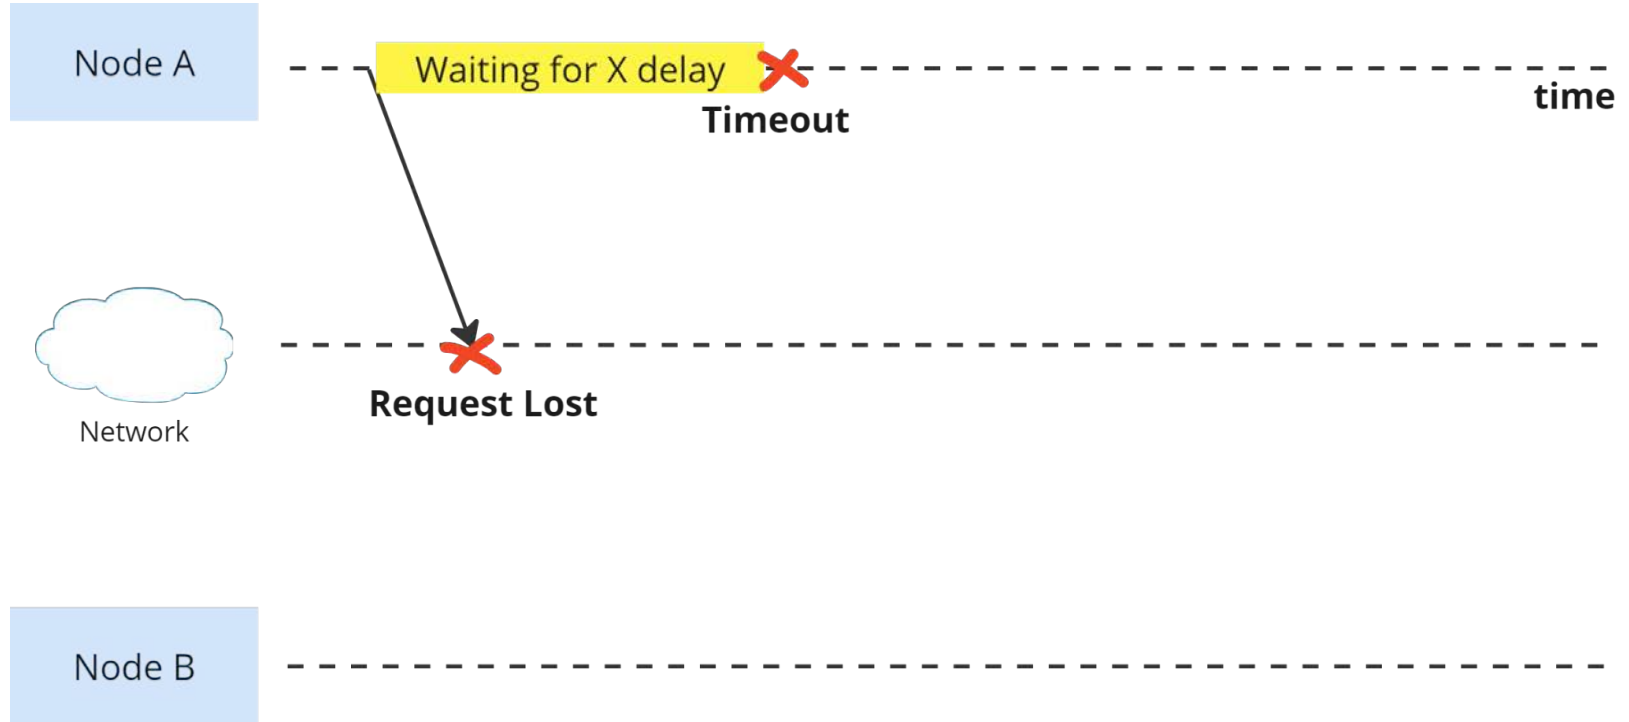 Node A
Waiting for X delay
time
Timeout
Request Lost
Network
Node B